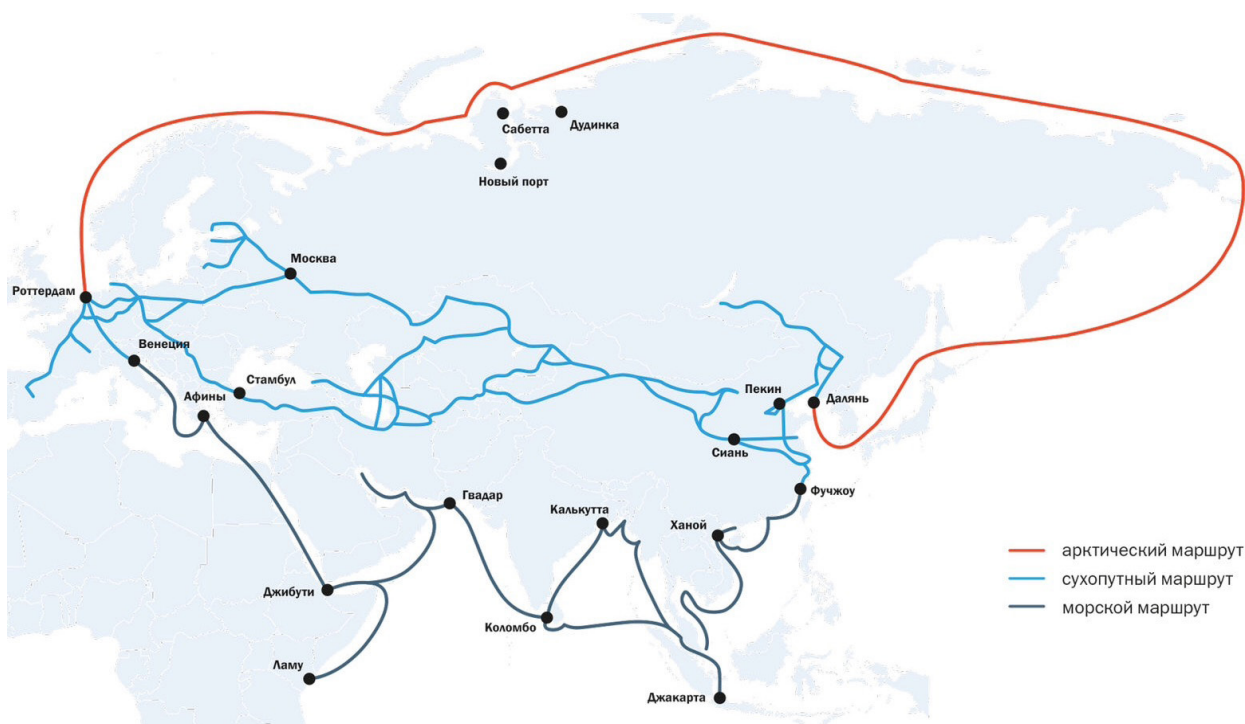 Сабетта
Дудинка
Новый порт
Москва
Роттердам
Венеция
Стамбул
Афины
Пекин
Далянь
Сиань
Фучжоу
Гвадар
Калькутта
Ханой
Джибути
Коломбо
Ламу
Джакарта
арктический маршрут
сухопутный маршрут
морской маршрут